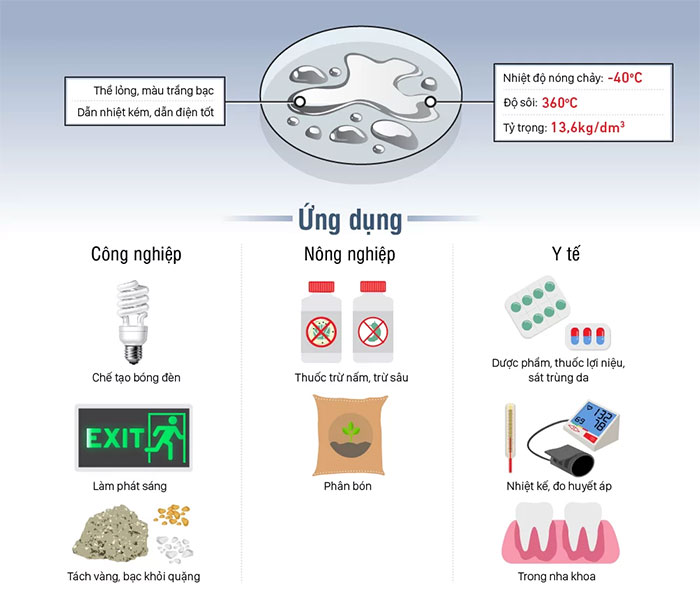 Thể lỏng, màu trắng bạc
Dẫn nhiệt kém, dẫn điện tốt
Nhiệt độ nóng chảy: -40°C
Độ sôi: 360°C
Tỷ trọng: 13,6kg/dm³
Ứng dụng
Công nghiệp
Nông nghiệp
Y tế
Chế tạo bóng đèn
Thuốc trừ nấm, trừ sâu
Dược phẩm, thuốc lợi niệu,
sát trùng da
EXIT
132
69 78
Làm phát sáng
Phân bón
Nhiệt kế, đo huyết áp
Tách vàng, bạc khỏi quặng
Trong nha khoa